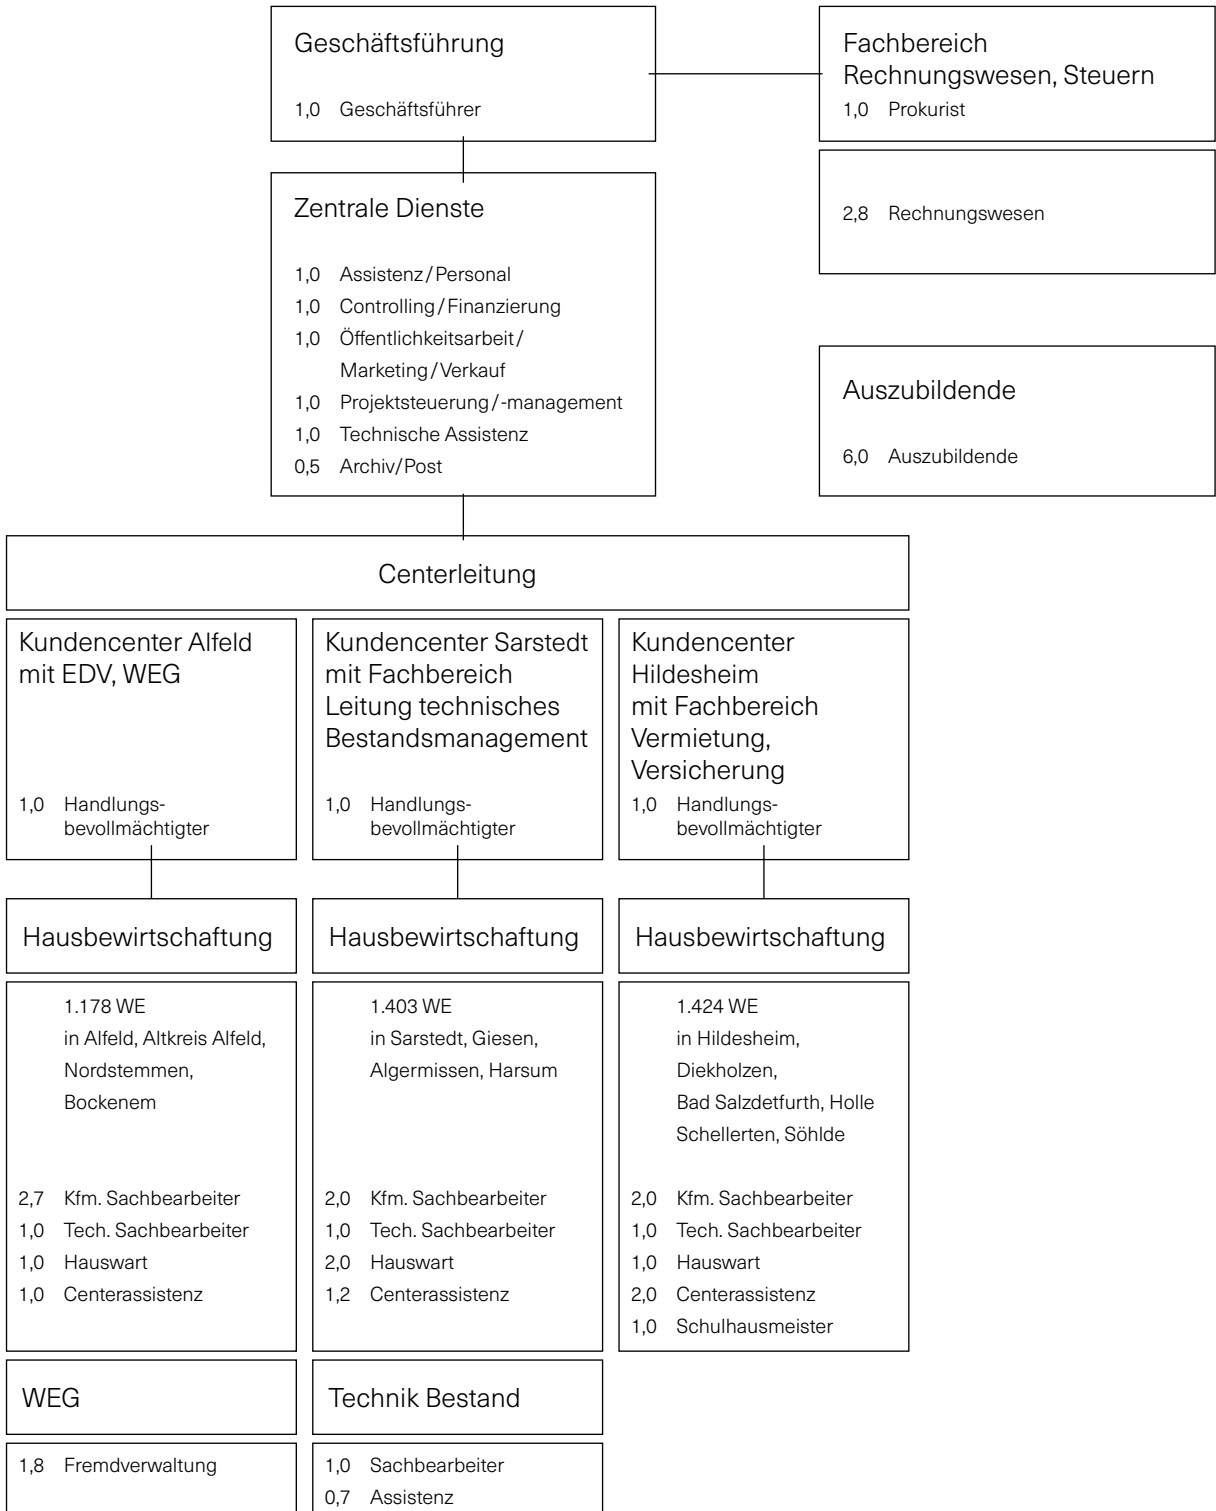 Geschäftsführung
1,0 Geschäftsführer
Fachbereich
Rechnungswesen, Steuern
1,0 Prokurist
2,8 Rechnungswesen
Zentrale Dienste
1,0 Assistenz/Personal
1,0 Controlling/Finanzierung
1,0 Öffentlichkeitsarbeit/
Marketing/Verkauf
1,0 Projektsteuerung/-management
1,0 Technische Assistenz
0,5 Archiv/Post
Auszubildende
6,0 Auszubildende
Centerleitung
Kundencenter Alfeld
mit EDV, WEG
1,0 Handlungs-
bevollmächtigter
Kundencenter Sarstedt
mit Fachbereich
Leitung technisches
Bestandsmanagement
1,0 Handlungs-
bevollmächtigter
Kundencenter
Hildesheim
mit Fachbereich
Vermietung,
Versicherung
1,0 Handlungs-
bevollmächtigter
Hausbewirtschaftung
1.178 WE
in Alfeld, Altkreis Alfeld,
Nordstemmen,
Bockenem
2,7 Kfm. Sachbearbeiter
1,0 Tech. Sachbearbeiter
1,0 Hauswart
1,0 Centerassistenz
Hausbewirtschaftung
1.403 WE
in Sarstedt, Giesen,
Algermissen, Harsum
2,0 Kfm. Sachbearbeiter
1,0 Tech. Sachbearbeiter
2,0 Hauswart
1,2 Centerassistenz
Hausbewirtschaftung
1.424 WE
in Hildesheim,
Diekholzen,
Bad Salzdetfurth, Holle
Schellerten, Söhlde
2,0 Kfm. Sachbearbeiter
1,0 Tech. Sachbearbeiter
1,0 Hauswart
2,0 Centerassistenz
1,0 Schulhausmeister
WEG
1,8 Fremdverwaltung
Technik Bestand
1,0 Sachbearbeiter
0,7 Assistenz